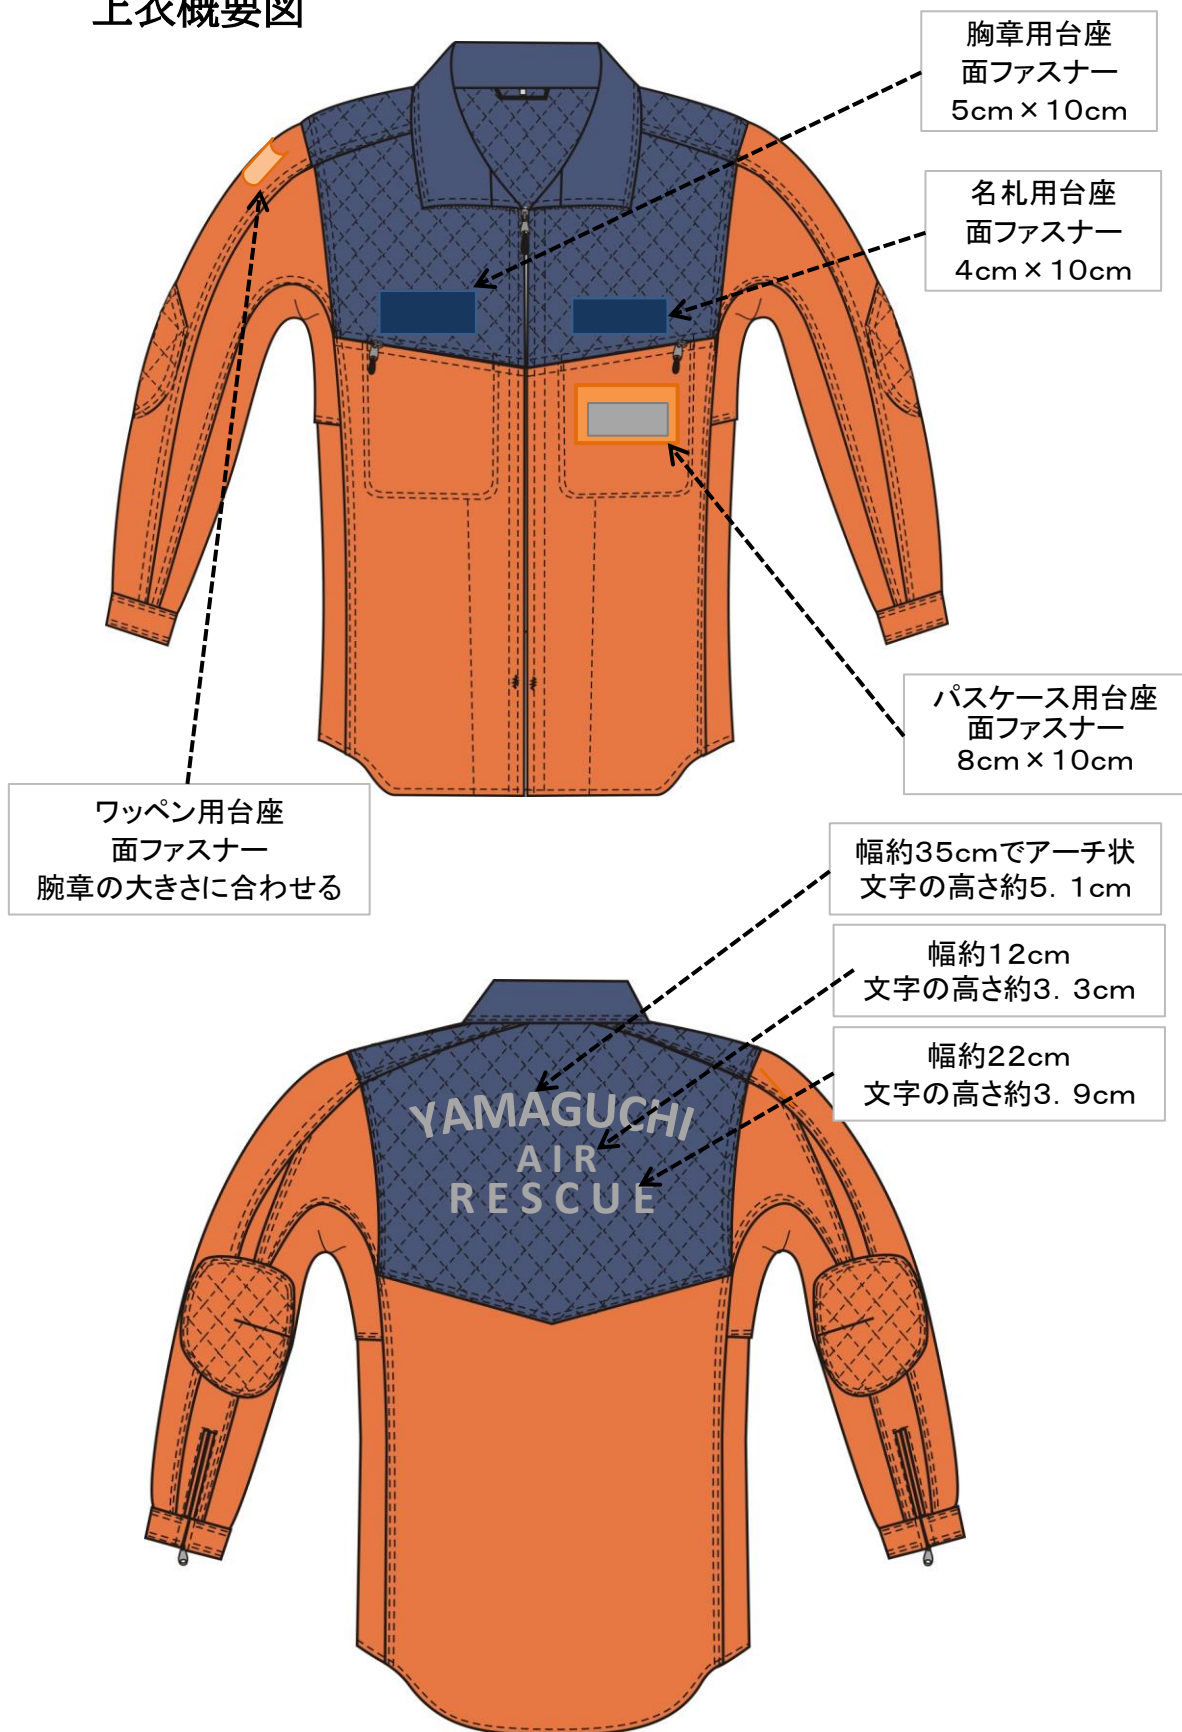 上衣概要図
胸章用台座
面ファスナー
5cm×10cm
名札用台座
面ファスナー
4cm×10cm
パスケース用台座
面ファスナー
8cm×10cm
ワッペン用台座
面ファスナー
腕章の大きさに合わせる
幅約35cmでアーチ状
文字の高さ約5．1cm
幅約12cm
文字の高さ約3．3cm
幅約22cm
文字の高さ約3．9cm
YAMAGUCHI
AIR
RESCUE